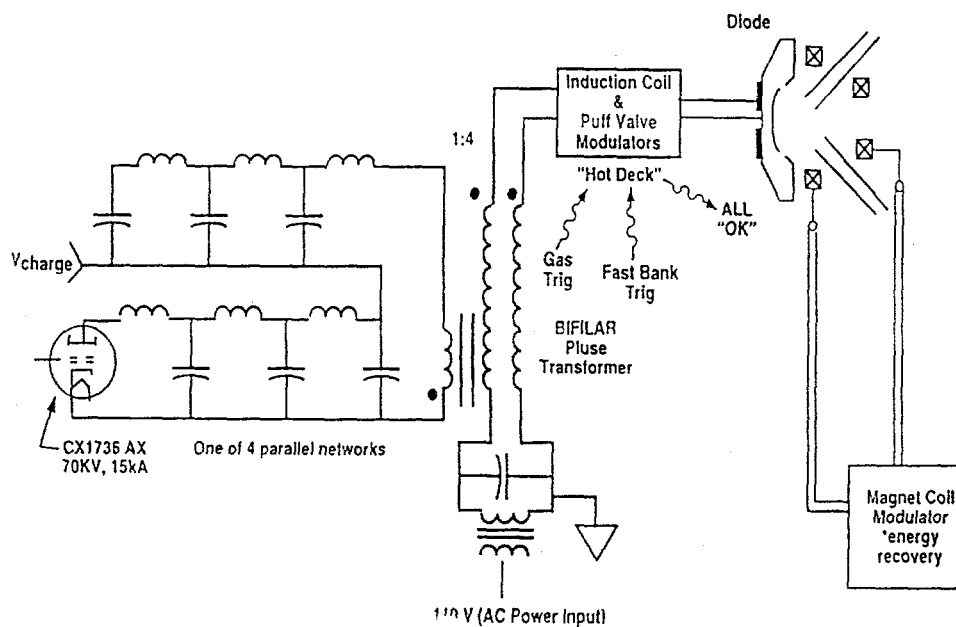 Diode
Induction Coil
&
Puff Valve
Modulators
1:4
"Hot Deck"
ALL
"OK"
Gas
Trig
Fast Bank
Trig
Vcharge
BIFILAR
Pluse
Transformer
CX1736 AX
70KV, 15kA
One of 4 parallel networks
Magnet Coil
Modulator
*energy
recovery
V (AC Power Input)